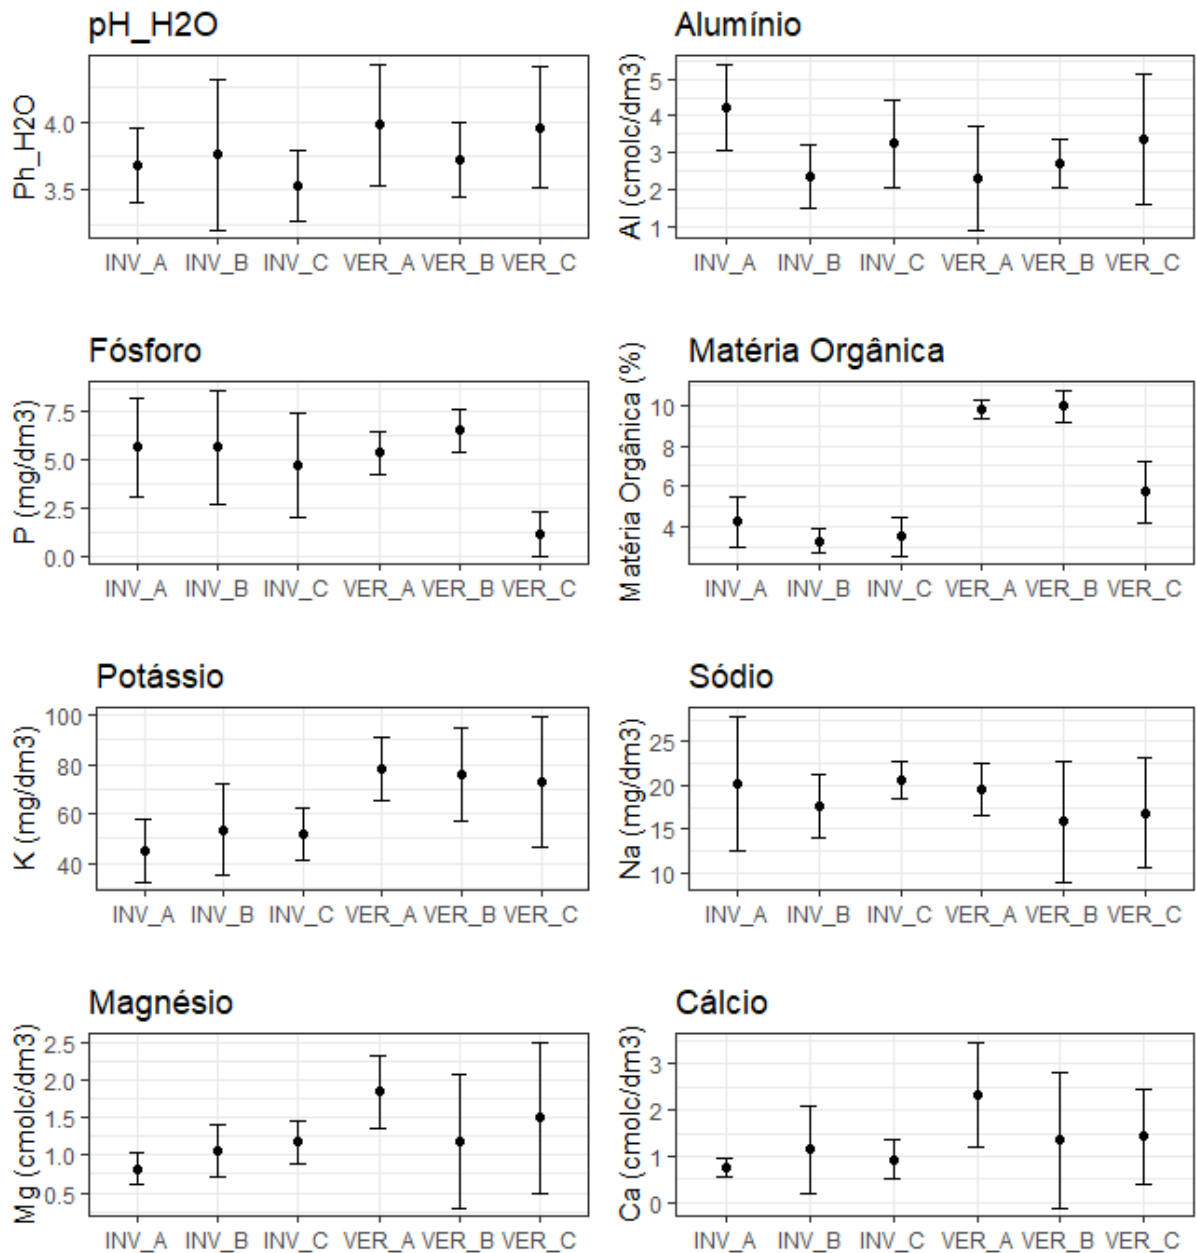 pH_H2O
Ph_H2O
4.0
3.5
INV_A INV_B INV_C VER_A VER_B VER_C
Alumínio
Al (cmolc/dm3)
5
4
3
2
1
INV_A INV_B INV_C VER_A VER_B VER_C
Fósforo
P (mg/dm3)
7.5
5.0
2.5
0.0
INV_A INV_B INV_C VER_A VER_B VER_C
Matéria Orgânica
Matéria Orgânica (%)
10
8
6
4
INV_A INV_B INV_C VER_A VER_B VER_C
Potássio
K (mg/dm3)
100
80
60
40
INV_A INV_B INV_C VER_A VER_B VER_C
Sódio
Na (mg/dm3)
25
20
15
10
INV_A INV_B INV_C VER_A VER_B VER_C
Magnésio
Mg (cmolc/dm3)
2.5
2.0
1.5
1.0
0.5
INV_A INV_B INV_C VER_A VER_B VER_C
Cálcio
Ca (cmolc/dm3)
3
2
1
0
INV_A INV_B INV_C VER_A VER_B VER_C